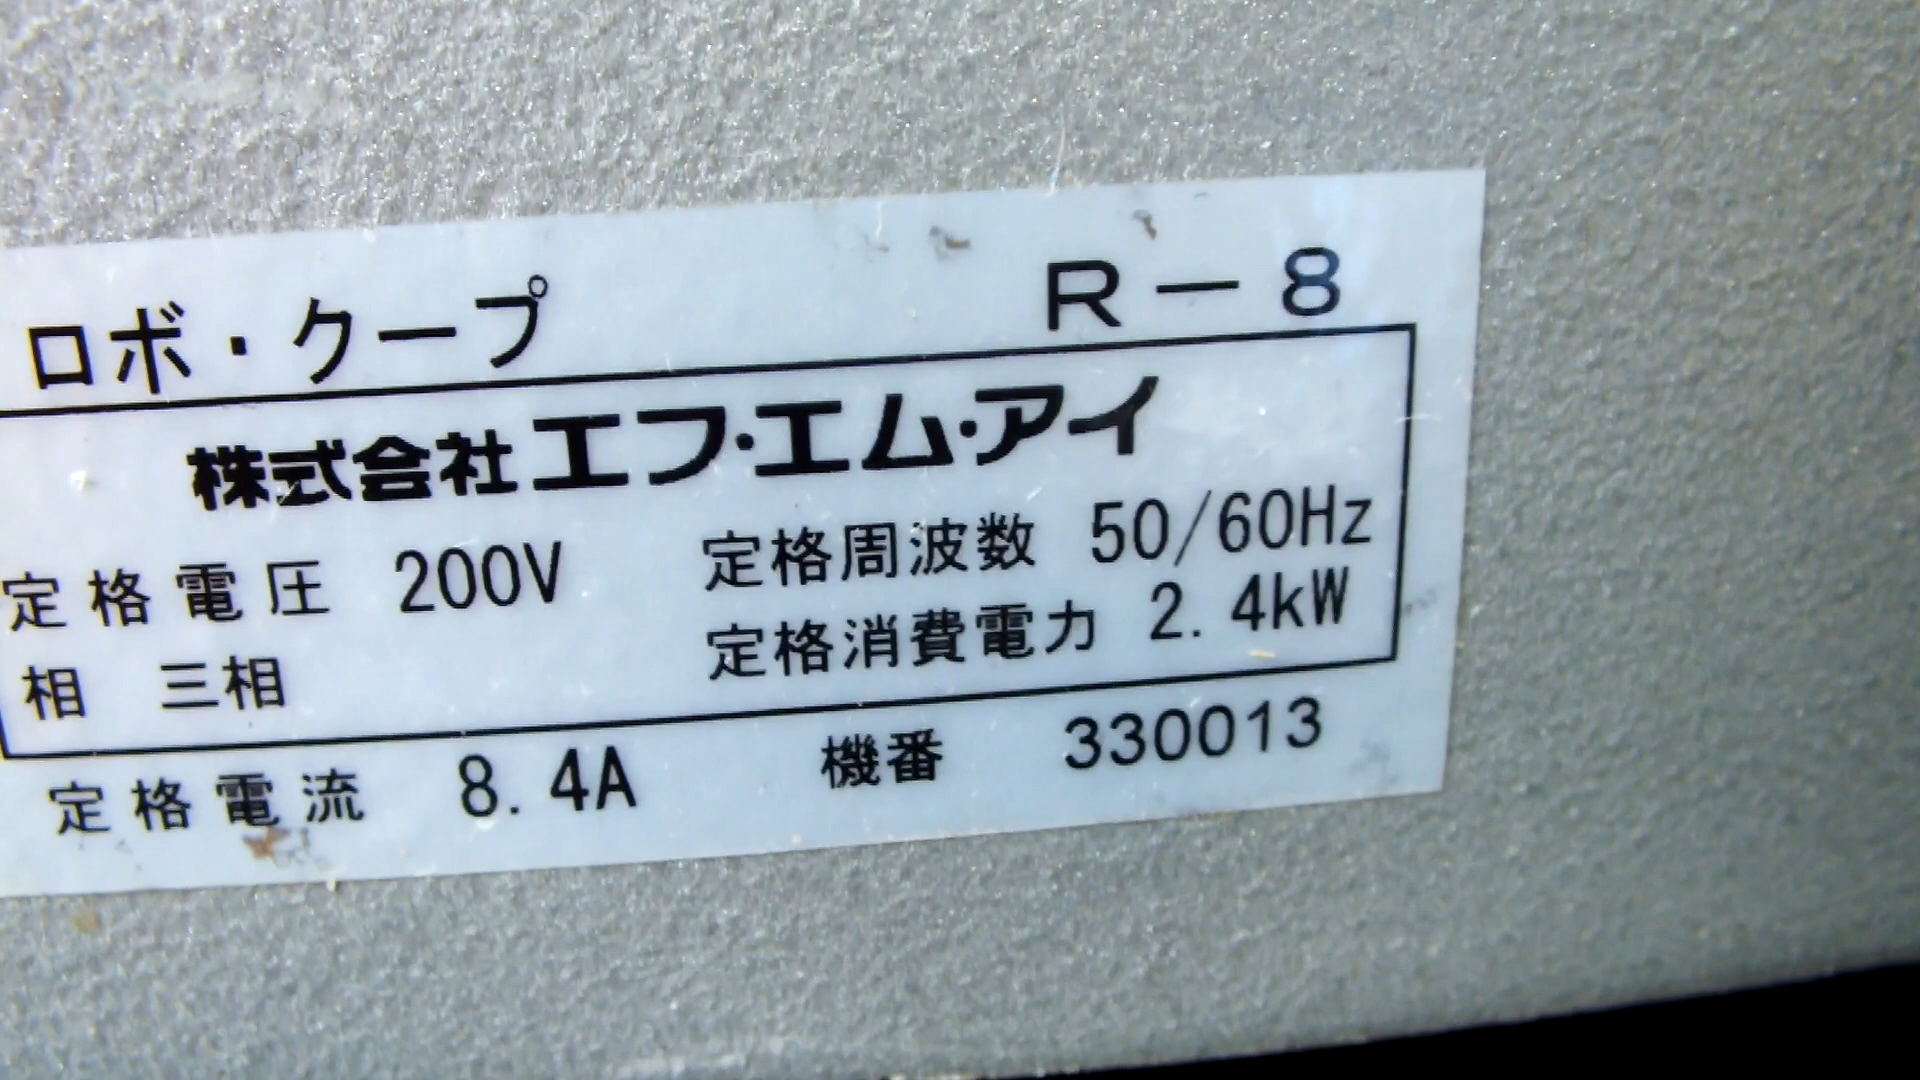 ロボ・クープ R-8
株式会社エフ・エム・アイ
定格電圧 200V 定格周波数 50/60Hz
相 三相 定格消費電力 2.4kW
定格電流 8.4A 機番 330013